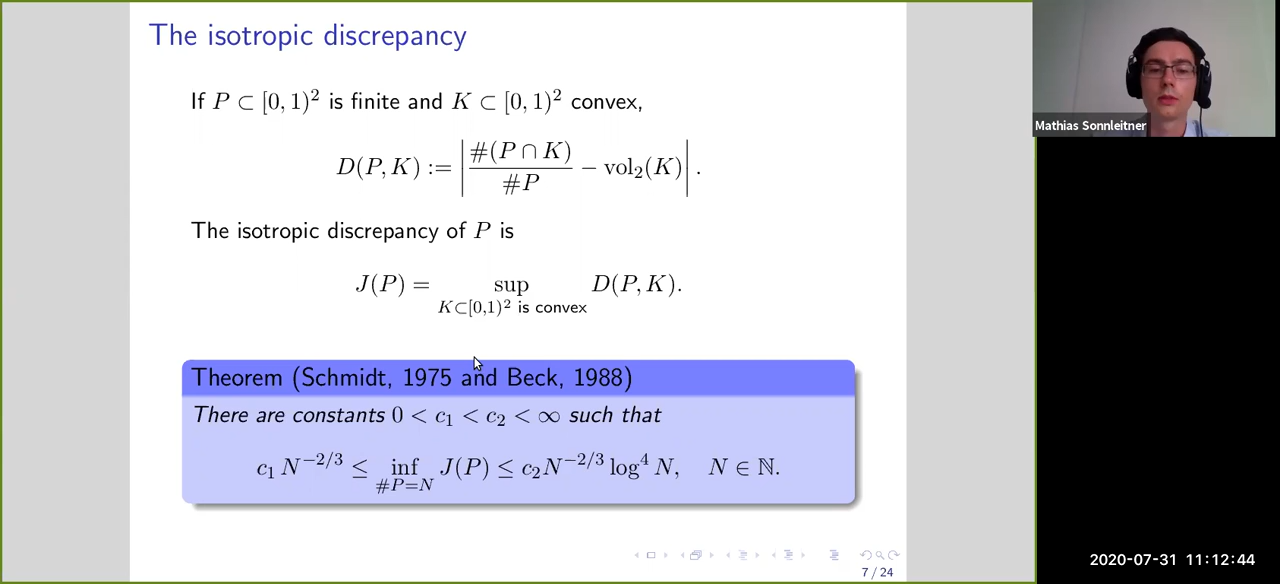 The isotropic discrepancy
If P ⊂ [0, 1)² is finite and K ⊂ [0, 1)² convex,
D(P, K) := | #(P ∩ K) / #P − vol₂(K) | .
The isotropic discrepancy of P is
J(P) = sup D(P, K).
K⊂[0,1)² is convex
Theorem (Schmidt, 1975 and Beck, 1988)
There are constants 0 < c₁ < c₂ < ∞ such that
c₁ N^{−2/3} ≤ inf J(P) ≤ c₂N^{−2/3} log⁴ N, N ∈ ℕ.
#P=N
7 / 24
Mathias Sonnleitner
2020-07-31 11:12:44